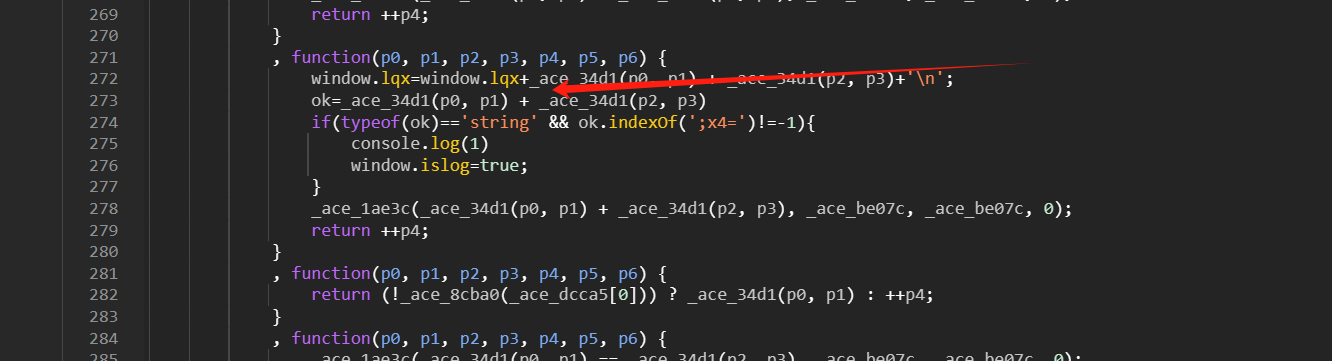 269 return ++p4;
270 }
271 , function(p0, p1, p2, p3, p4, p5, p6) {
272 window.lqx=window.lqx+_ace_34d1(p0, p1) + _ace_34d1(p2, p3)+'\n';
273 ok=_ace_34d1(p0, p1) + _ace_34d1(p2, p3)
274 if(typeof(ok)=='string' && ok.indexOf(';x4=')!=-1){
275 console.log(1)
276 window.islog=true;
277 }
278 _ace_1ae3c(_ace_34d1(p0, p1) + _ace_34d1(p2, p3), _ace_be07c, _ace_be07c, 0);
279 return ++p4;
280 }
281 , function(p0, p1, p2, p3, p4, p5, p6) {
282 return (!_ace_8cba0(_ace_dcca5[0])) ? _ace_34d1(p0, p1) : ++p4;
283 }
284 , function(p0, p1, p2, p3, p4, p5, p6) {
285 _ace_1ae3c(_ace_34d1(p0, p1) == _ace_34d1(p2, p3), _ace_be07c, _ace_be07c, 0);